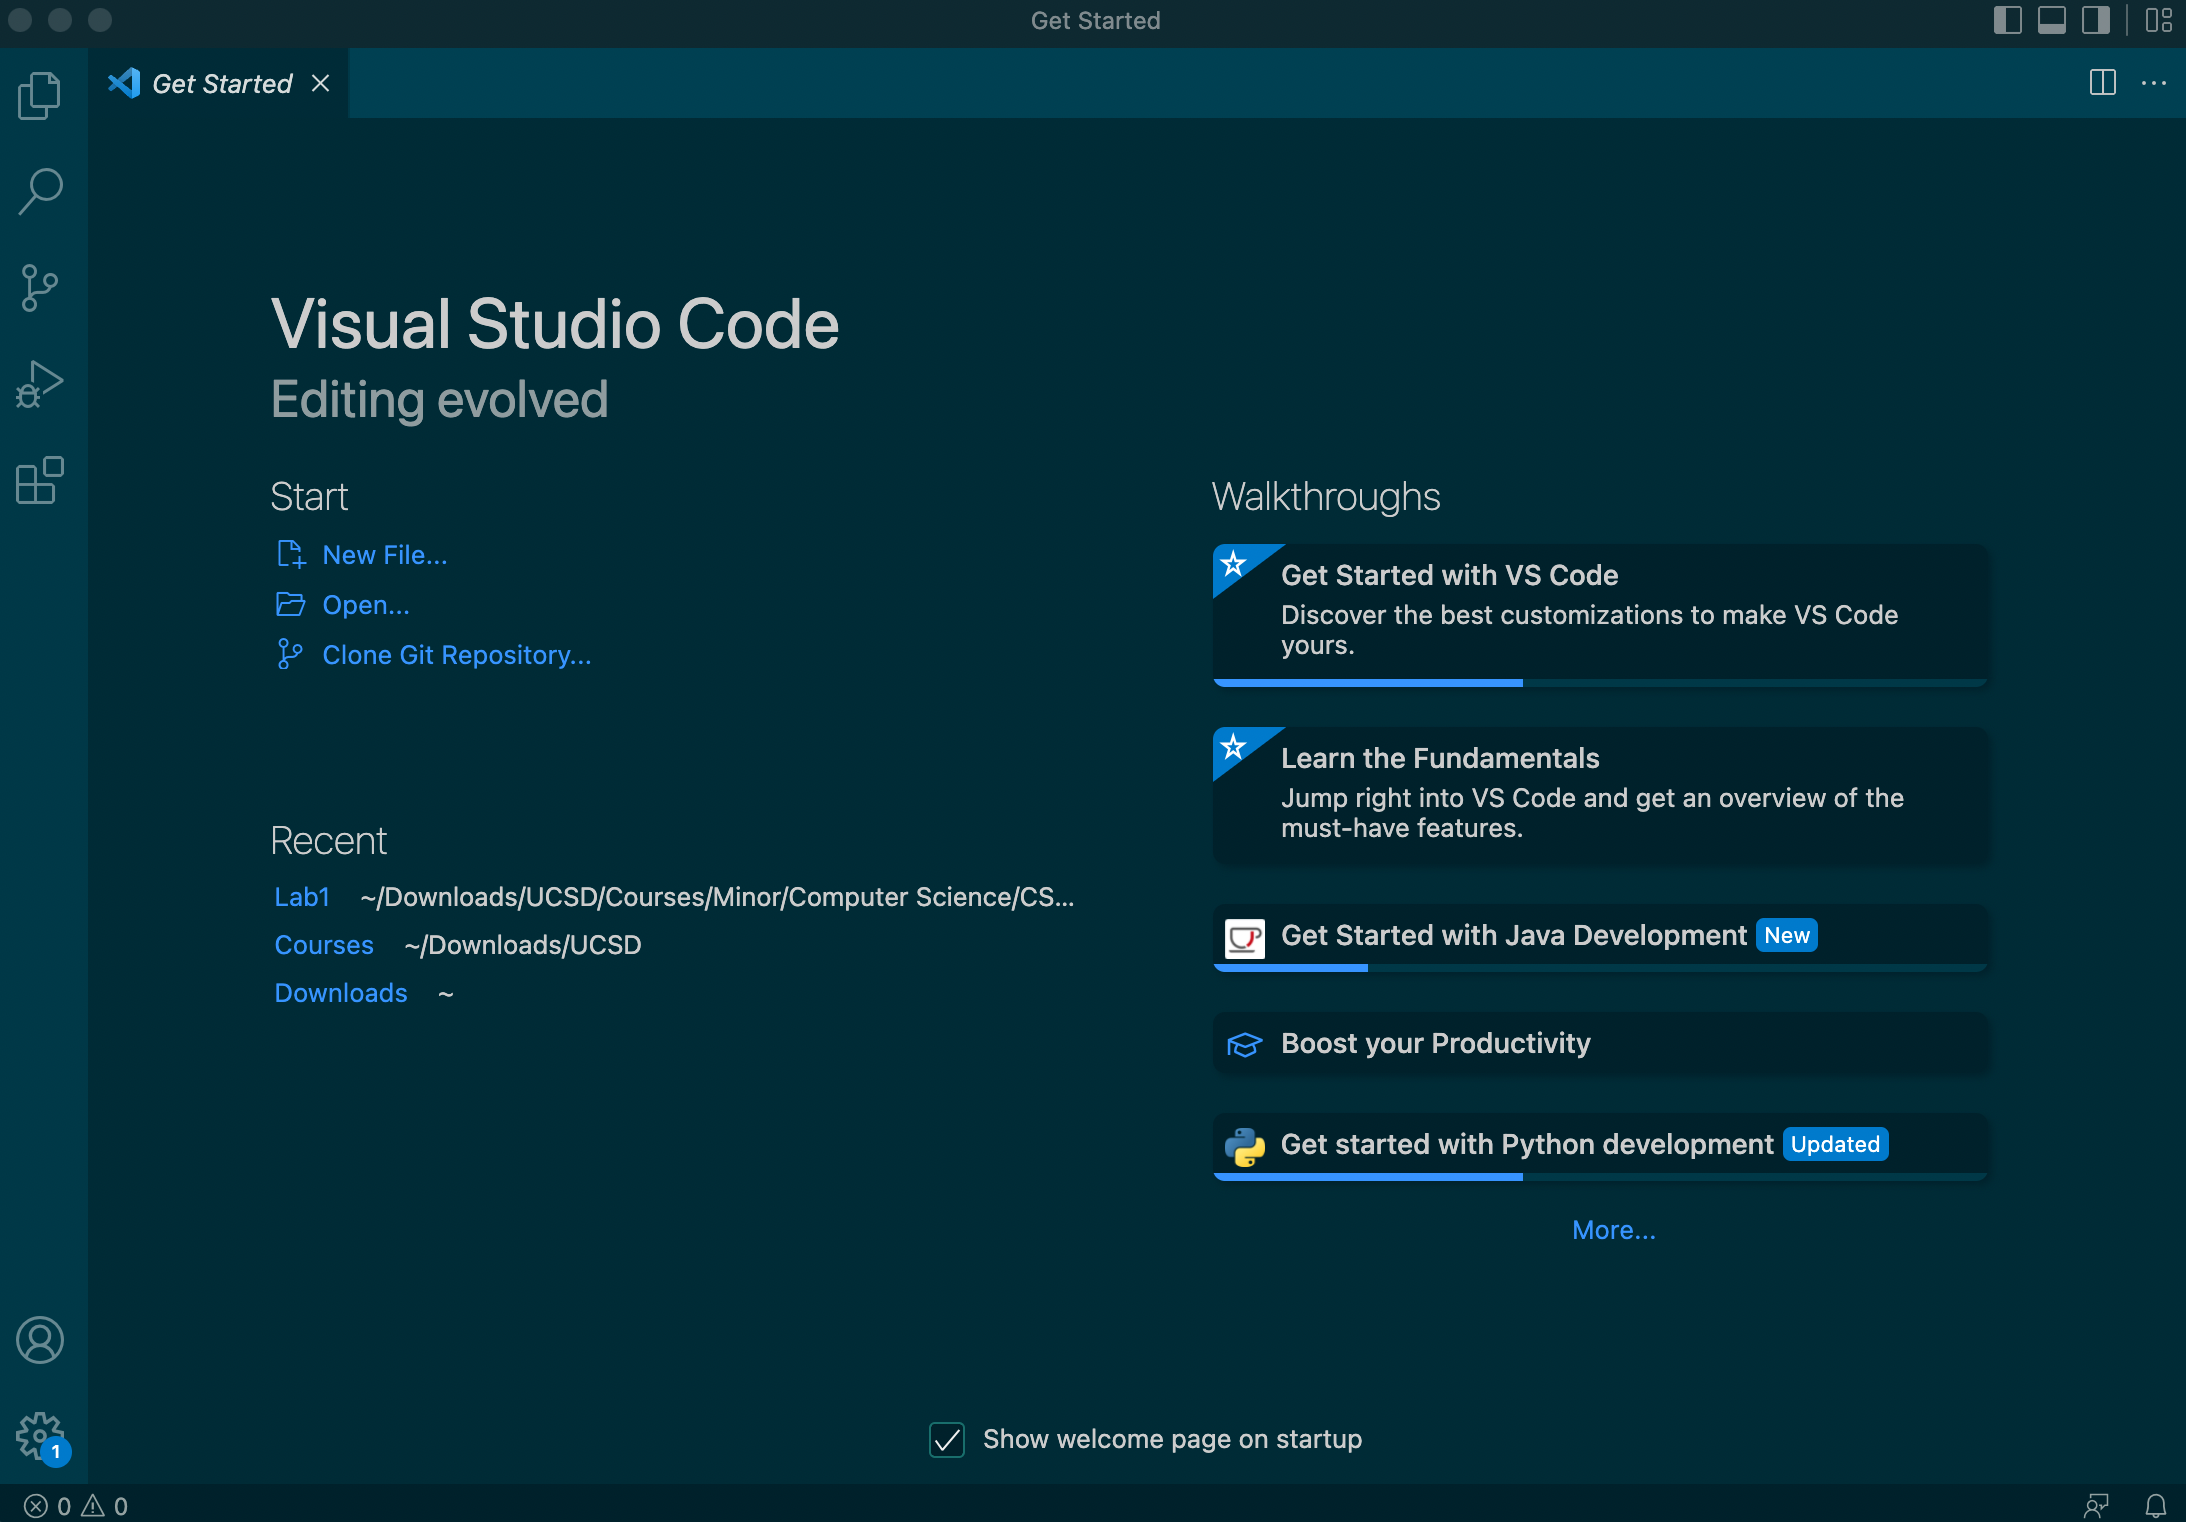 Get Started
Get Started
Visual Studio Code
Editing evolved
Start
New File...
Open...
Clone Git Repository...
Recent
Lab1 ~/Downloads/UCSD/Courses/Minor/Computer Science/CS...
Courses ~/Downloads/UCSD
Downloads ~
Walkthroughs
Get Started with VS Code
Discover the best customizations to make VS Code
yours.
Learn the Fundamentals
Jump right into VS Code and get an overview of the
must-have features.
Get Started with Java Development New
Boost your Productivity
Get started with Python development Updated
More...
Show welcome page on startup
1
0 0